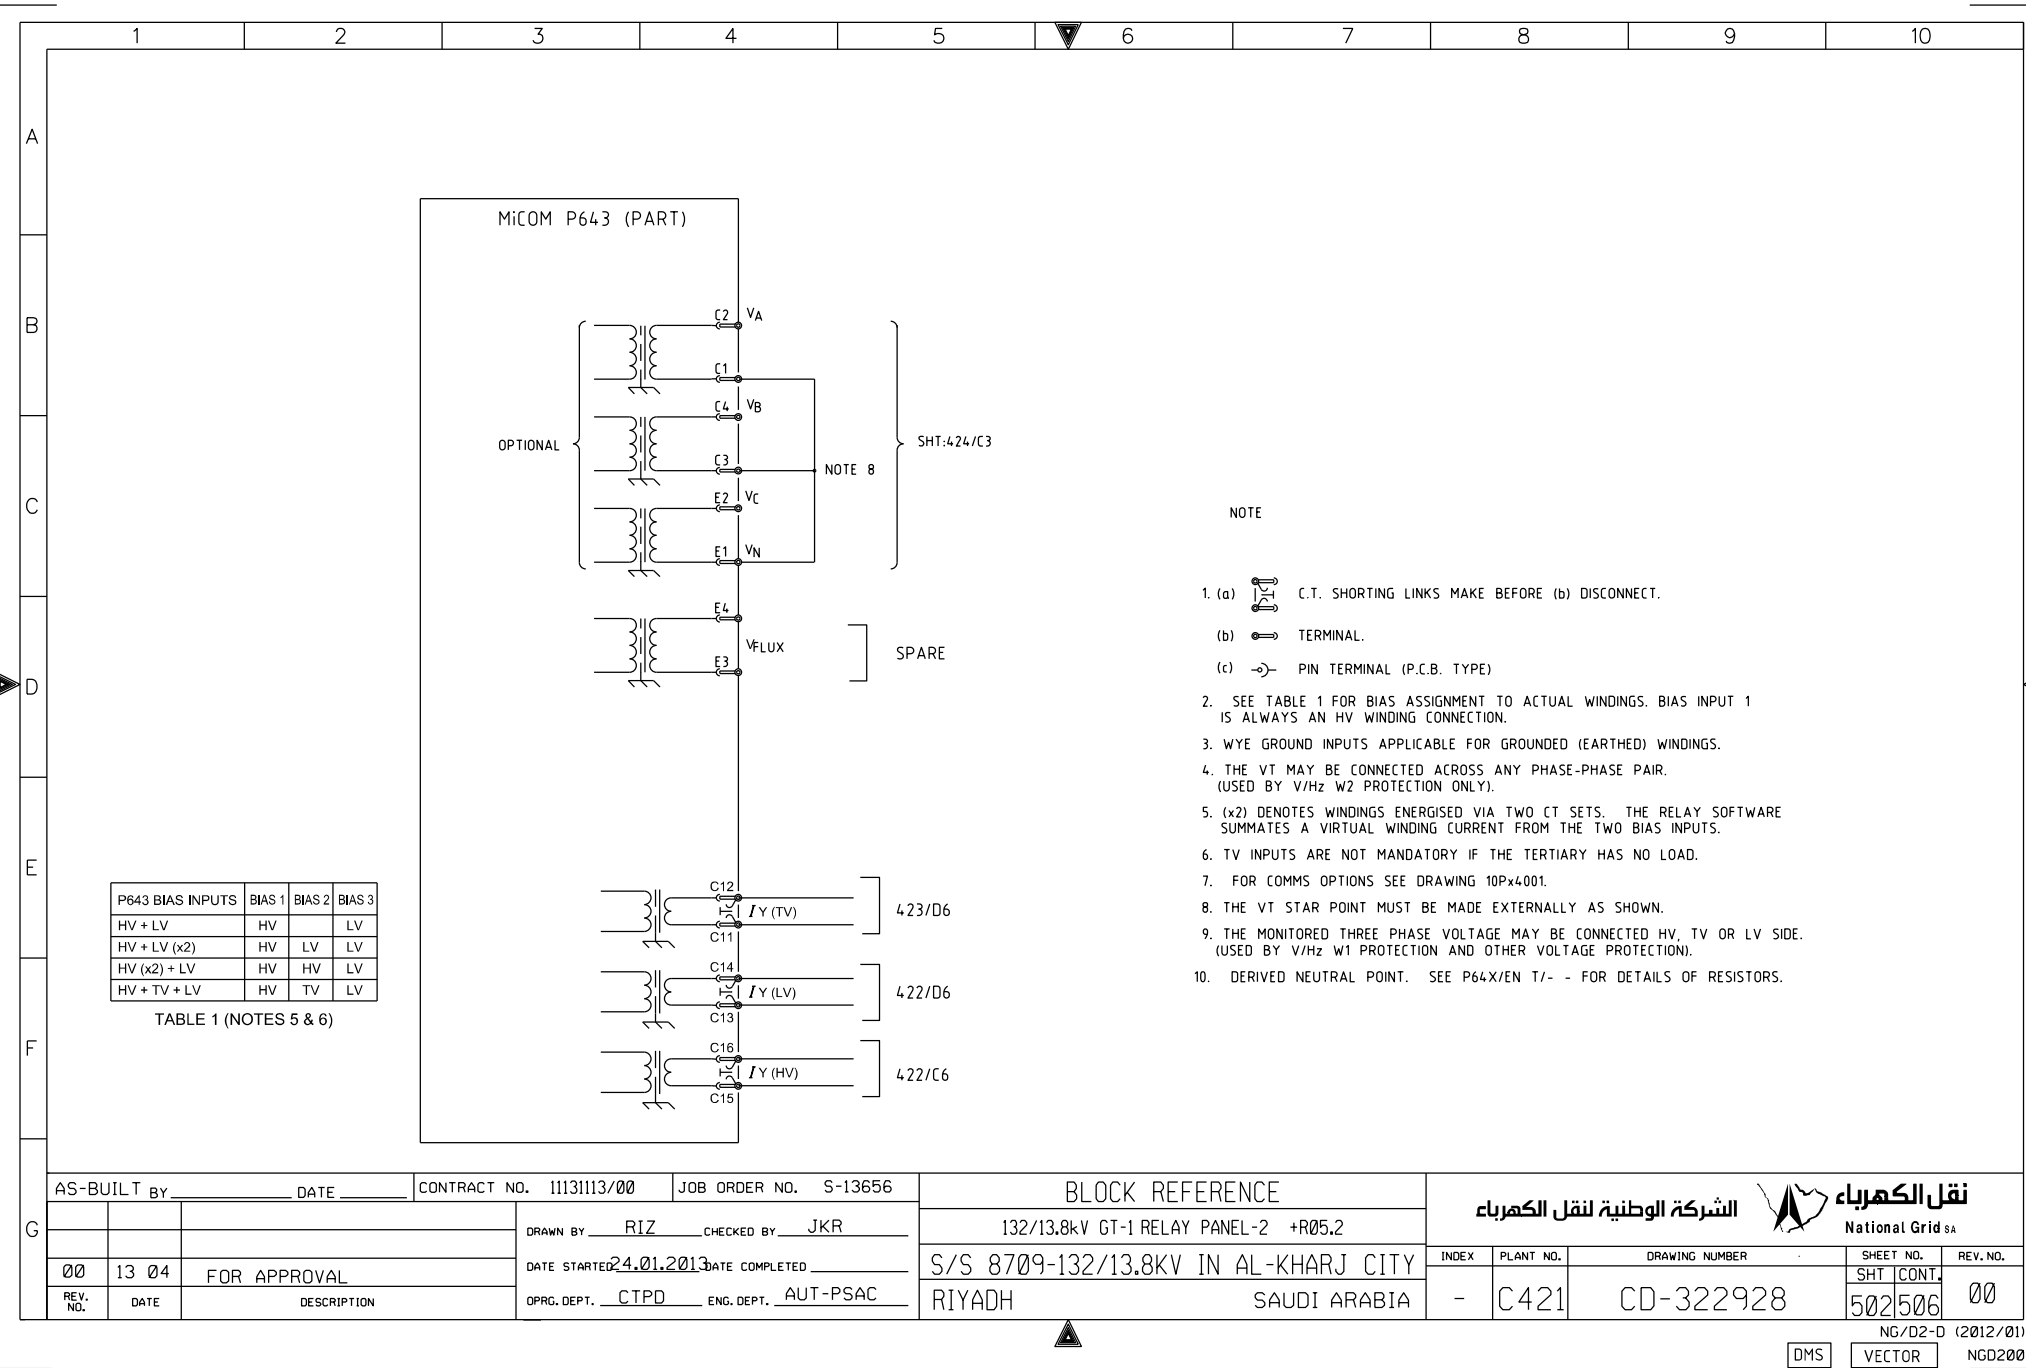 1 2 3 4 5 6 7 8 9 10
A
B
C
D
E
F
G
MiCOM P643 (PART)
C2 VA
C1
C4 VB
OPTIONAL
SHT:424/C3
C3
NOTE 8
E2 VC
E1 VN
E4
VFLUX
SPARE
E3
C12
IY (TV)
423/D6
C11
C14
IY (LV)
422/D6
C13
C16
IY (HV)
422/C6
C15
P643 BIAS INPUTS BIAS 1 BIAS 2 BIAS 3
HV + LV HV LV
HV + LV (x2) HV LV LV
HV (x2) + LV HV HV LV
HV + TV + LV HV TV LV
TABLE 1 (NOTES 5 & 6)
NOTE
1. (a) C.T. SHORTING LINKS MAKE BEFORE (b) DISCONNECT.
(b) TERMINAL.
(c) PIN TERMINAL (P.C.B. TYPE)
2. SEE TABLE 1 FOR BIAS ASSIGNMENT TO ACTUAL WINDINGS. BIAS INPUT 1
IS ALWAYS AN HV WINDING CONNECTION.
3. WYE GROUND INPUTS APPLICABLE FOR GROUNDED (EARTHED) WINDINGS.
4. THE VT MAY BE CONNECTED ACROSS ANY PHASE-PHASE PAIR.
(USED BY V/Hz W2 PROTECTION ONLY).
5. (x2) DENOTES WINDINGS ENERGISED VIA TWO CT SETS. THE RELAY SOFTWARE
SUMMATES A VIRTUAL WINDING CURRENT FROM THE TWO BIAS INPUTS.
6. TV INPUTS ARE NOT MANDATORY IF THE TERTIARY HAS NO LOAD.
7. FOR COMMS OPTIONS SEE DRAWING 10Px4001.
8. THE VT STAR POINT MUST BE MADE EXTERNALLY AS SHOWN.
9. THE MONITORED THREE PHASE VOLTAGE MAY BE CONNECTED HV, TV OR LV SIDE.
(USED BY V/Hz W1 PROTECTION AND OTHER VOLTAGE PROTECTION).
10. DERIVED NEUTRAL POINT. SEE P64X/EN T/- - FOR DETAILS OF RESISTORS.
AS-BUILT BY DATE
CONTRACT NO. 11131113/00
JOB ORDER NO. S-13656
DRAWN BY RIZ CHECKED BY JKR
DATE STARTED 24.01.2013 DATE COMPLETED
OPRG. DEPT. CTPD ENG. DEPT. AUT-PSAC
00 13 04 FOR APPROVAL
REV. NO. DATE DESCRIPTION
BLOCK REFERENCE
132/13.8kV GT-1 RELAY PANEL-2 +R05.2
S/S 8709-132/13.8KV IN AL-KHARJ CITY
RIYADH SAUDI ARABIA
الشركة الوطنية لنقل الكهرباء
نقل الكهرباء
National Grid SA
INDEX PLANT NO. DRAWING NUMBER SHEET NO. REV. NO.
SHT CONT.
- C421 CD-322928 502 506 00
NG/D2-D (2012/01)
DMS VECTOR NGD200